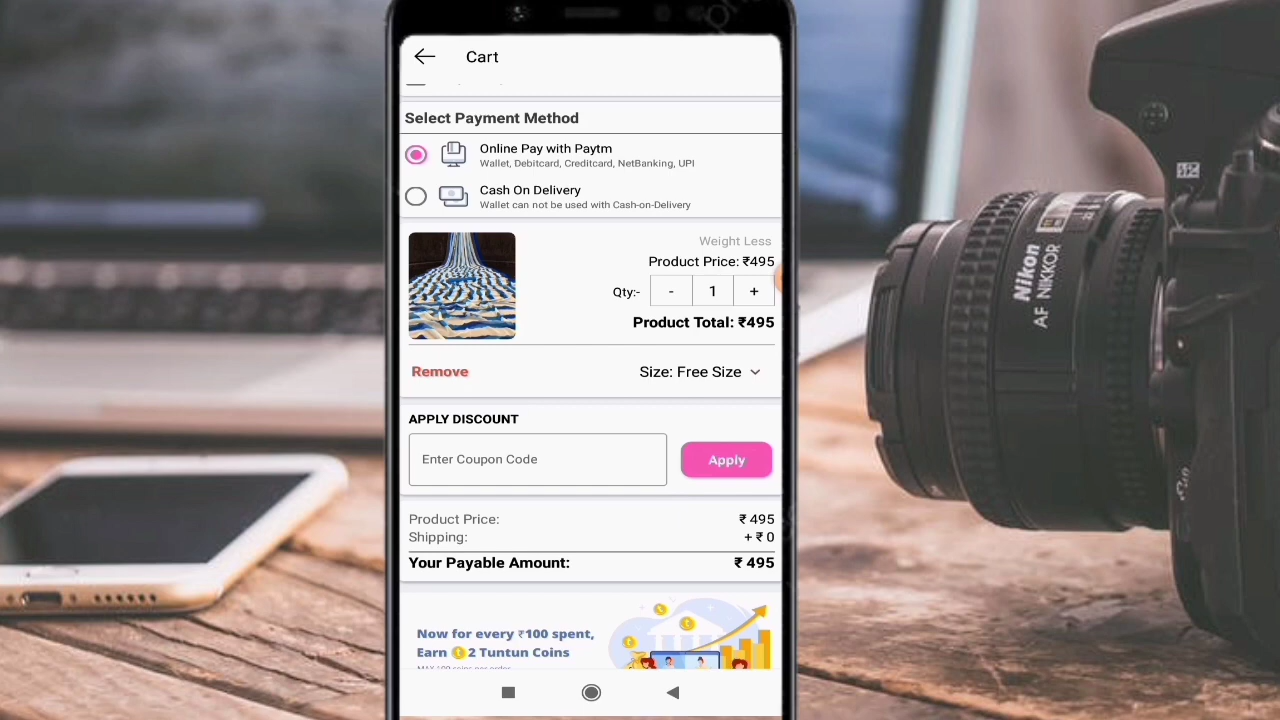 Cart
Select Payment Method
Online Pay with Paytm
Wallet, Debitcard, Creditcard, NetBanking, UPI
Cash On Delivery
Wallet can not be used with Cash-on-Delivery
Weight Less
Product Price: ₹495
Qty:- - 1 +
Product Total: ₹495
Remove Size: Free Size
APPLY DISCOUNT
Enter Coupon Code Apply
Product Price: ₹ 495
Shipping: + ₹ 0
Your Payable Amount: ₹ 495
Now for every ₹100 spent,
Earn 2 Tuntun Coins
Nikon
AF NIKKOR